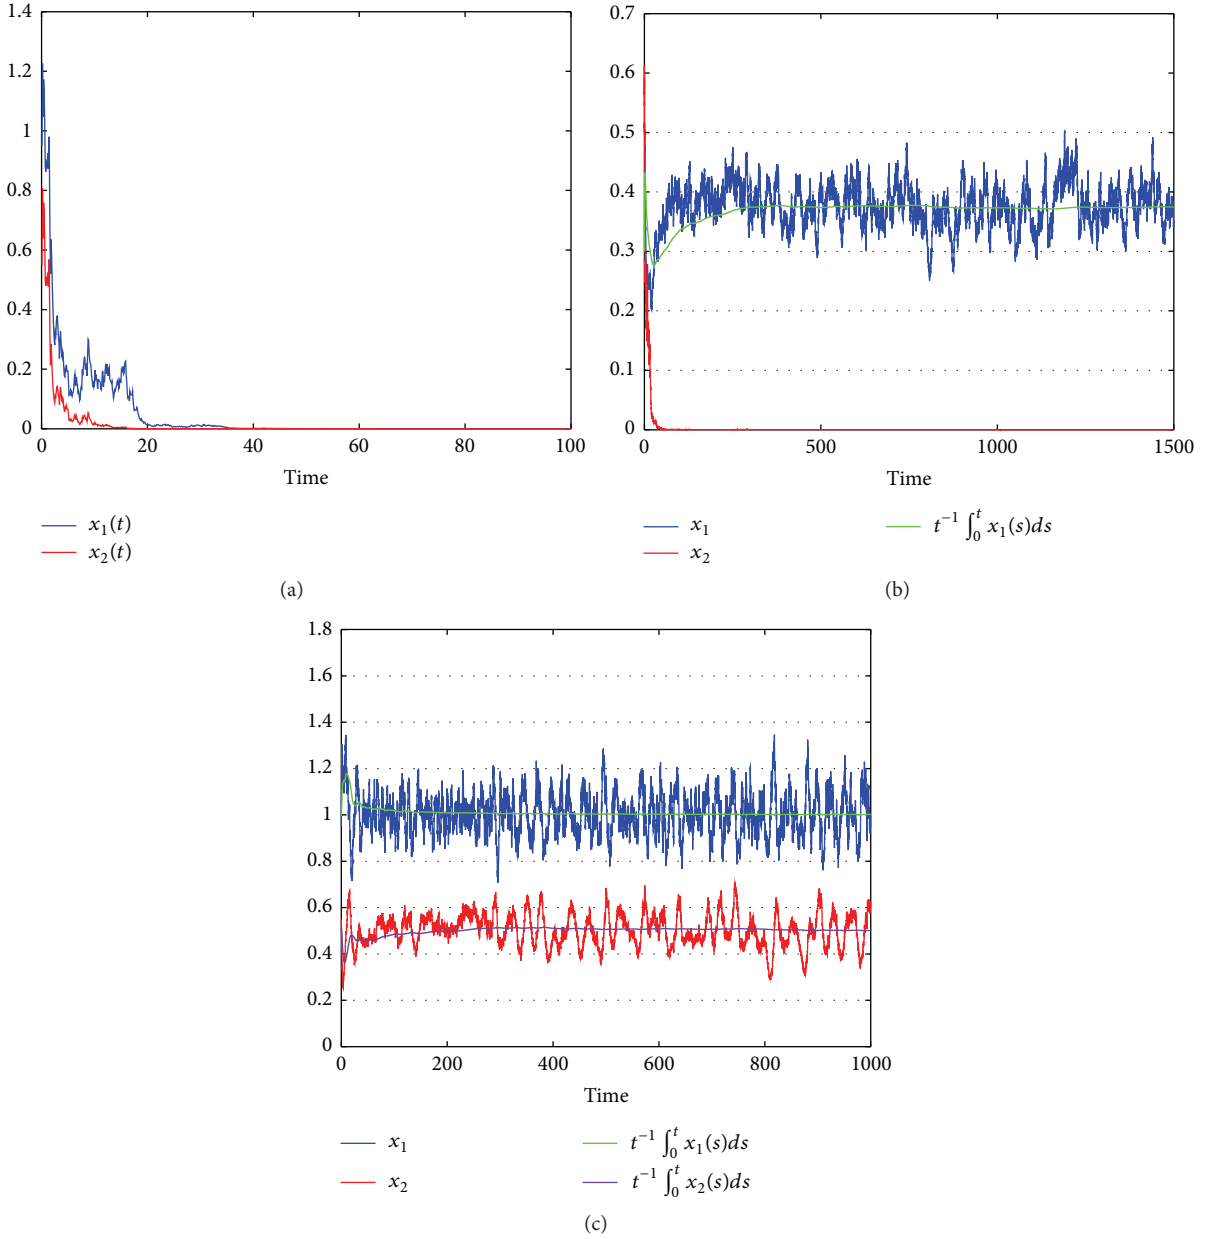 1.4
1.2
1
0.8
0.6
0.4
0.2
0
0 20 40 60 80 100
Time
x₁(t)
x₂(t)
(a)
0.7
0.6
0.5
0.4
0.3
0.2
0.1
0
0 500 1000 1500
Time
x₁ t⁻¹ ∫₀ᵗ x₁(s)ds
x₂
(b)
1.8
1.6
1.4
1.2
1
0.8
0.6
0.4
0.2
0
0 200 400 600 800 1000
Time
x₁ t⁻¹ ∫₀ᵗ x₁(s)ds
x₂ t⁻¹ ∫₀ᵗ x₂(s)ds
(c)